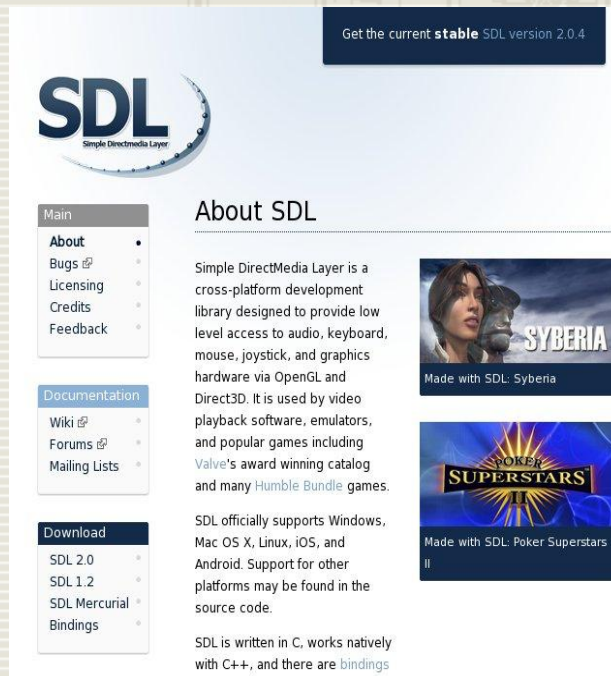 Get the current stable SDL version 2.0.4
SDL
Simple Directmedia Layer
Main
About
Bugs
Licensing
Credits
Feedback
Documentation
Wiki
Forums
Mailing Lists
Download
SDL 2.0
SDL 1.2
SDL Mercurial
Bindings
About SDL
Simple DirectMedia Layer is a
cross-platform development
library designed to provide low
level access to audio, keyboard,
mouse, joystick, and graphics
hardware via OpenGL and
Direct3D. It is used by video
playback software, emulators,
and popular games including
Valve's award winning catalog
and many Humble Bundle games.
SDL officially supports Windows,
Mac OS X, Linux, iOS, and
Android. Support for other
platforms may be found in the
source code.
SDL is written in C, works natively
with C++, and there are bindings
SYBERIA
Made with SDL: Syberia
POKER
SUPERSTARS
II
Made with SDL: Poker Superstars
II